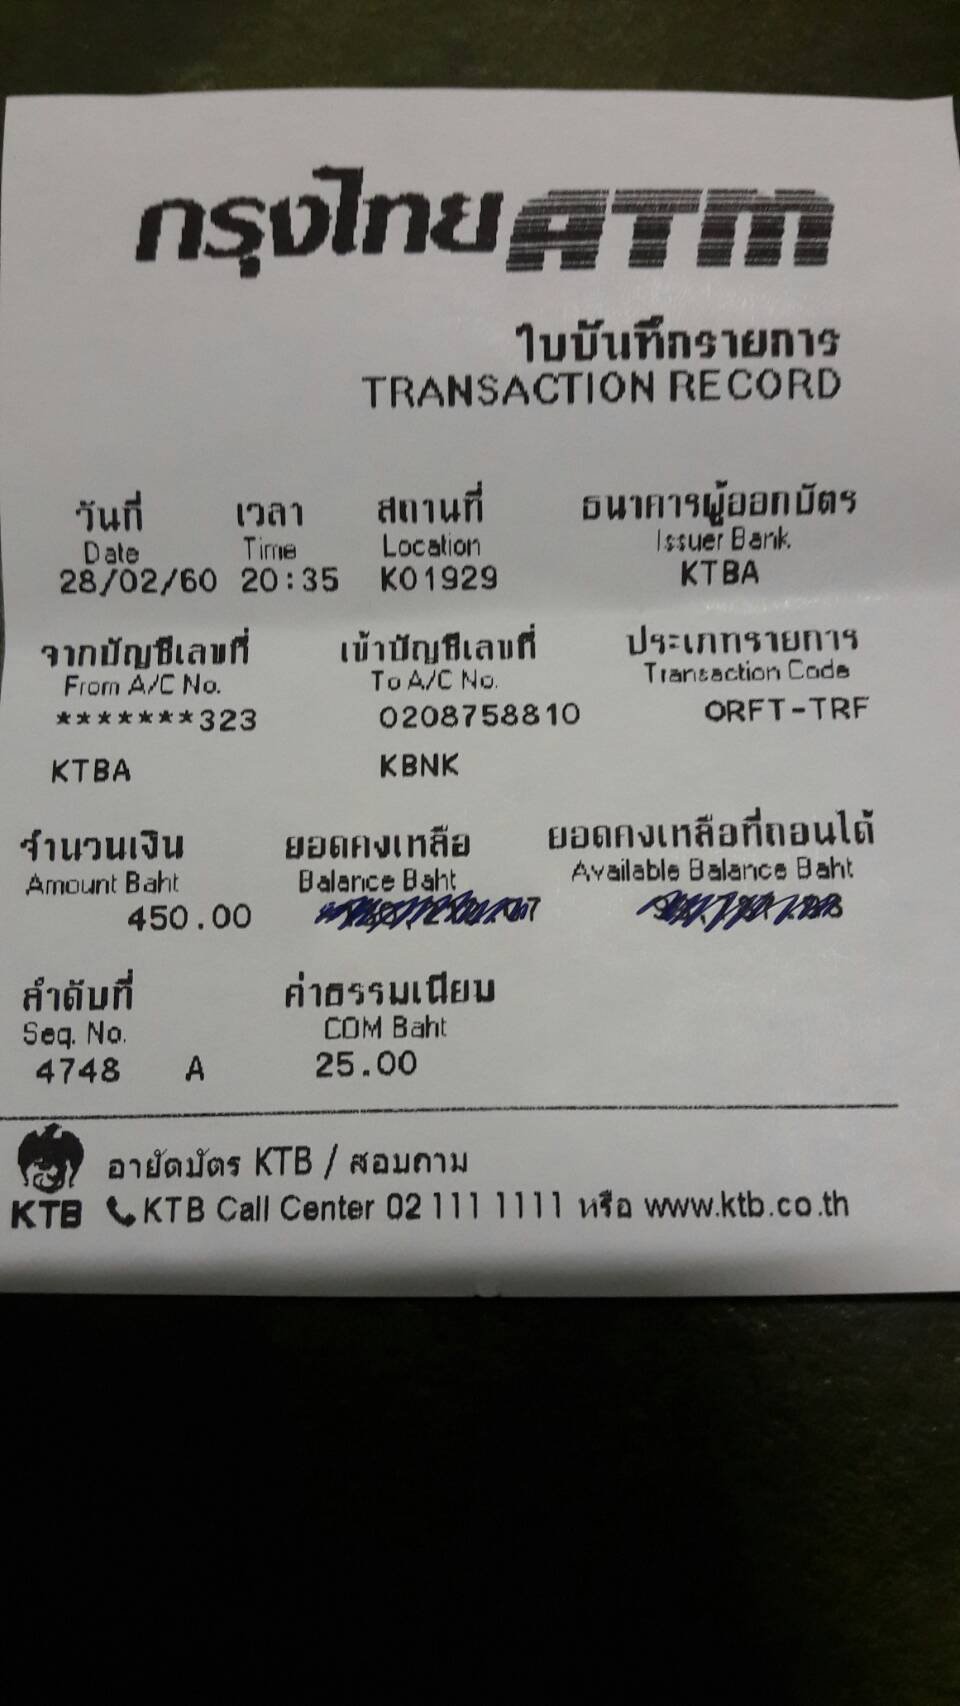 กรุงไทย ATM
ใบบันทึกรายการ
TRANSACTION RECORD
วันที่ เวลา สถานที่ ธนาคารผู้ออกบัตร
Date Time Location Issuer Bank
28/02/60 20:35 K01929 KTBA
จากบัญชีเลขที่ เข้าบัญชีเลขที่ ประเภทรายการ
From A/C No. To A/C No. Transaction Code
*******323 0208758810 ORFT-TRF
KTBA KBNK
จำนวนเงิน ยอดคงเหลือ ยอดคงเหลือที่ถอนได้
Amount Baht Balance Baht Available Balance Baht
450.00
ลำดับที่ ค่าธรรมเนียม
Seq. No. COM Baht
4748 A 25.00
อายัดบัตร KTB / สอบถาม
KTB KTB Call Center 02 111 1111 หรือ www.ktb.co.th